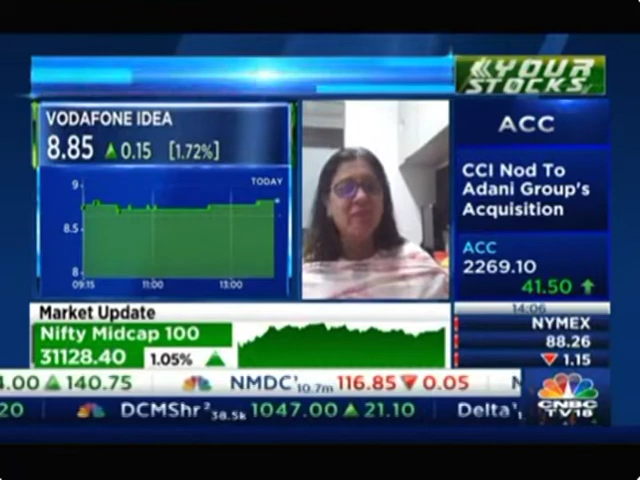 YOUR
STOCKS
VODAFONE IDEA
8.85 ▲ 0.15 [1.72%]
TODAY
9
8.5
8
09:15 11:00 13:00
ACC
CCI Nod To
Adani Group's
Acquisition
ACC
2269.10
41.50
14:06
Market Update
Nifty Midcap 100
31128.40 1.05% ▲
NYMEX
88.26
▼ 1.15
4.00 ▲ 140.75 NMDC 10.7m 116.85 ▼ 0.05 N
20 DCMShr² 38.5k 1047.00 ▲ 21.10 Delta
CNBC
TV18